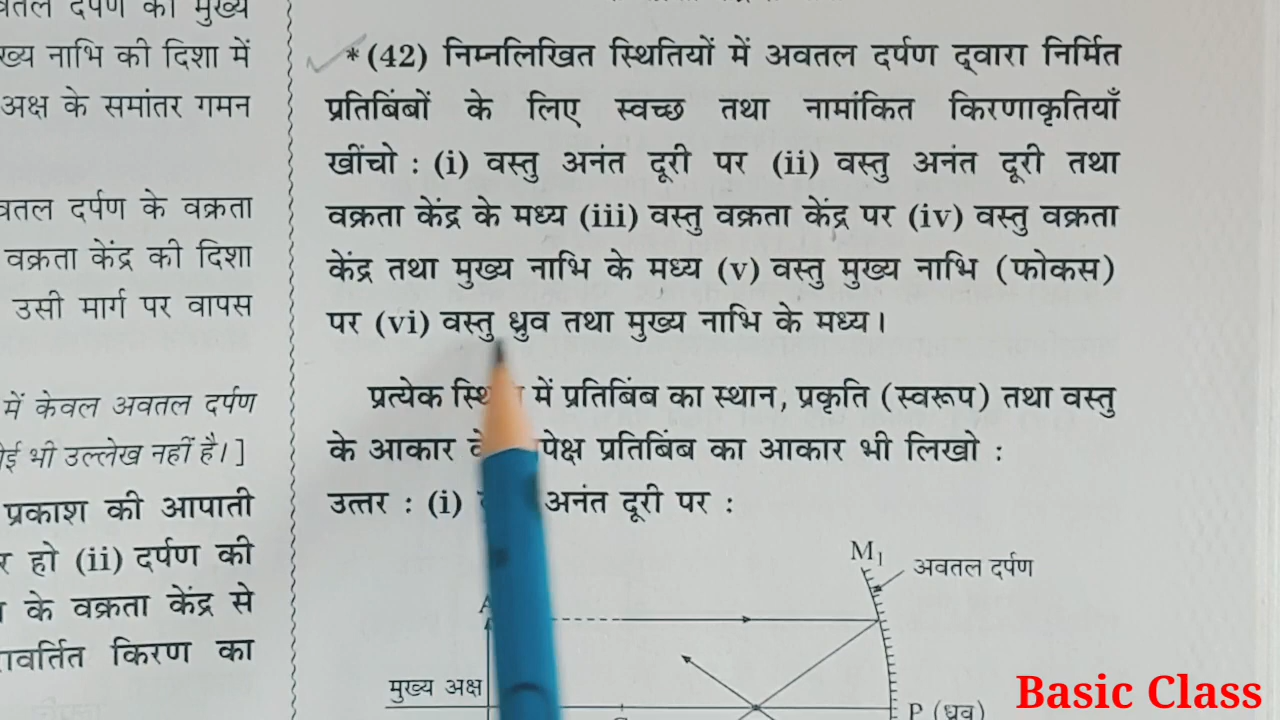 वतल दर्पण की मुख्य
ख्य नाभि की दिशा में
अक्ष के समांतर गमन
वतल दर्पण के वक्रता
वक्रता केंद्र की दिशा
उसी मार्ग पर वापस
में केवल अवतल दर्पण
ई भी उल्लेख नहीं है।]
प्रकाश की आपाती
र हो (ii) दर्पण की
के वक्रता केंद्र से
रावर्तित किरण का
*(42) निम्नलिखित स्थितियों में अवतल दर्पण द्वारा निर्मित
प्रतिबिंबों के लिए स्वच्छ तथा नामांकित किरणाकृतियाँ
खींचो : (i) वस्तु अनंत दूरी पर (ii) वस्तु अनंत दूरी तथा
वक्रता केंद्र के मध्य (iii) वस्तु वक्रता केंद्र पर (iv) वस्तु वक्रता
केंद्र तथा मुख्य नाभि के मध्य (v) वस्तु मुख्य नाभि (फोकस)
पर (vi) वस्तु ध्रुव तथा मुख्य नाभि के मध्य।
प्रत्येक में प्रतिबिंब का स्थान, प्रकृति (स्वरूप) तथा वस्तु
के आकार पेक्ष प्रतिबिंब का आकार भी लिखो :
उत्तर : (i) अनंत दूरी पर :
M₁
अवतल दर्पण
मुख्य अक्ष
P (ध्रुव)
Basic Class